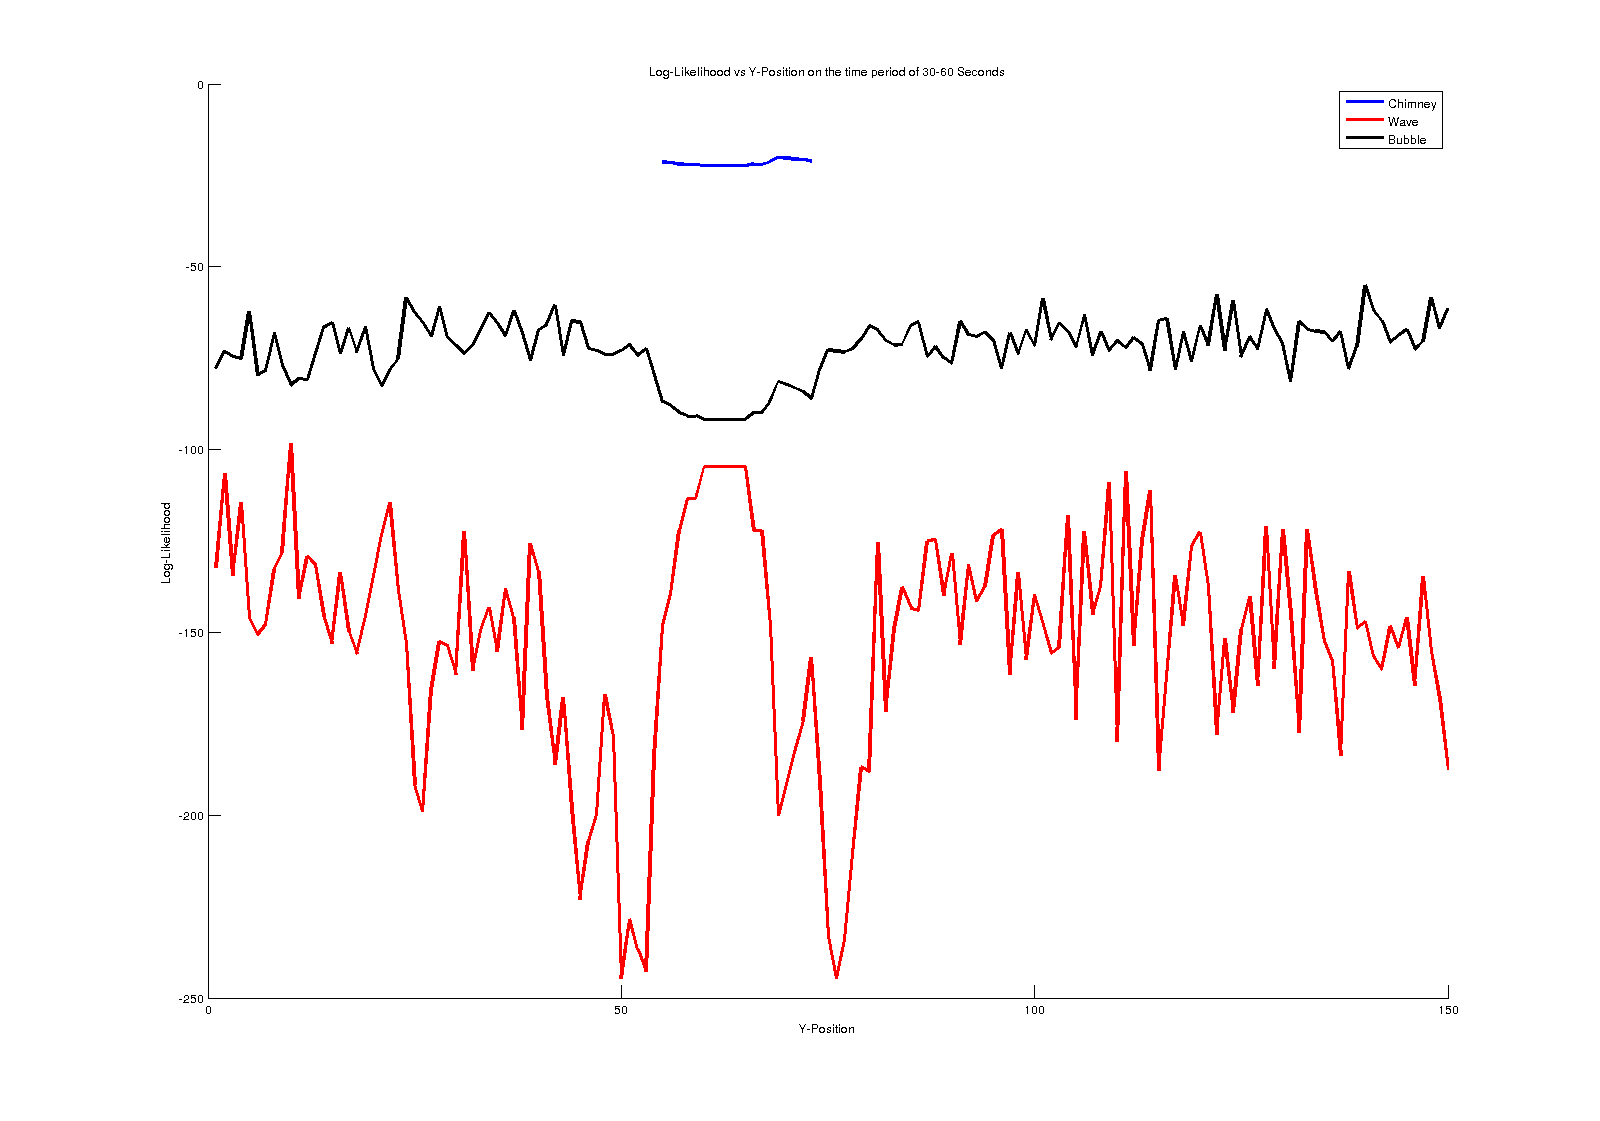 Log-Likelihood vs Y-Position on the time period of 30-60 Seconds
Chimney
Wave
Bubble
0
-50
-100
-150
-200
-250
Log-Likelihood
0
50
100
150
Y-Position